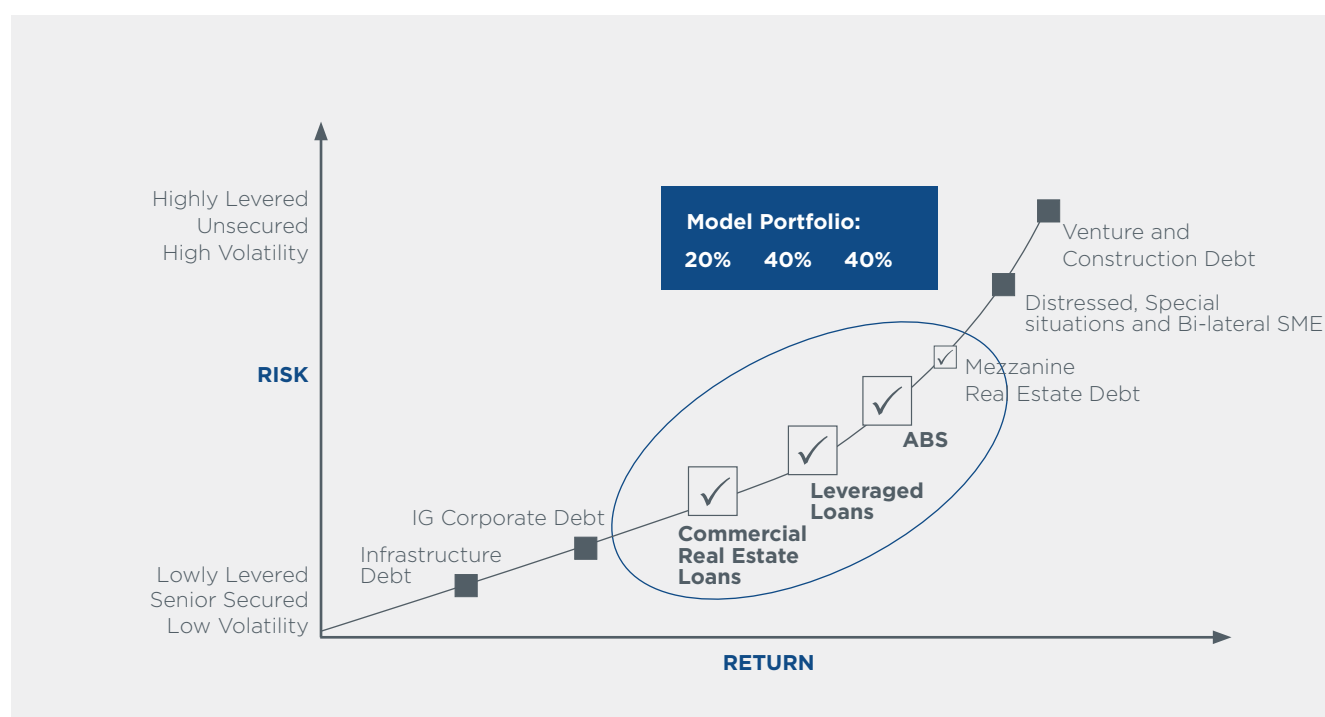 Highly Levered
Unsecured
High Volatility
Model Portfolio:
20% 40% 40%
Venture and
Construction Debt
Distressed, Special
situations and Bi-lateral SME
RISK
Mezzanine
Real Estate Debt
ABS
Leveraged
Loans
IG Corporate Debt
Commercial
Real Estate
Loans
Infrastructure
Debt
Lowly Levered
Senior Secured
Low Volatility
RETURN